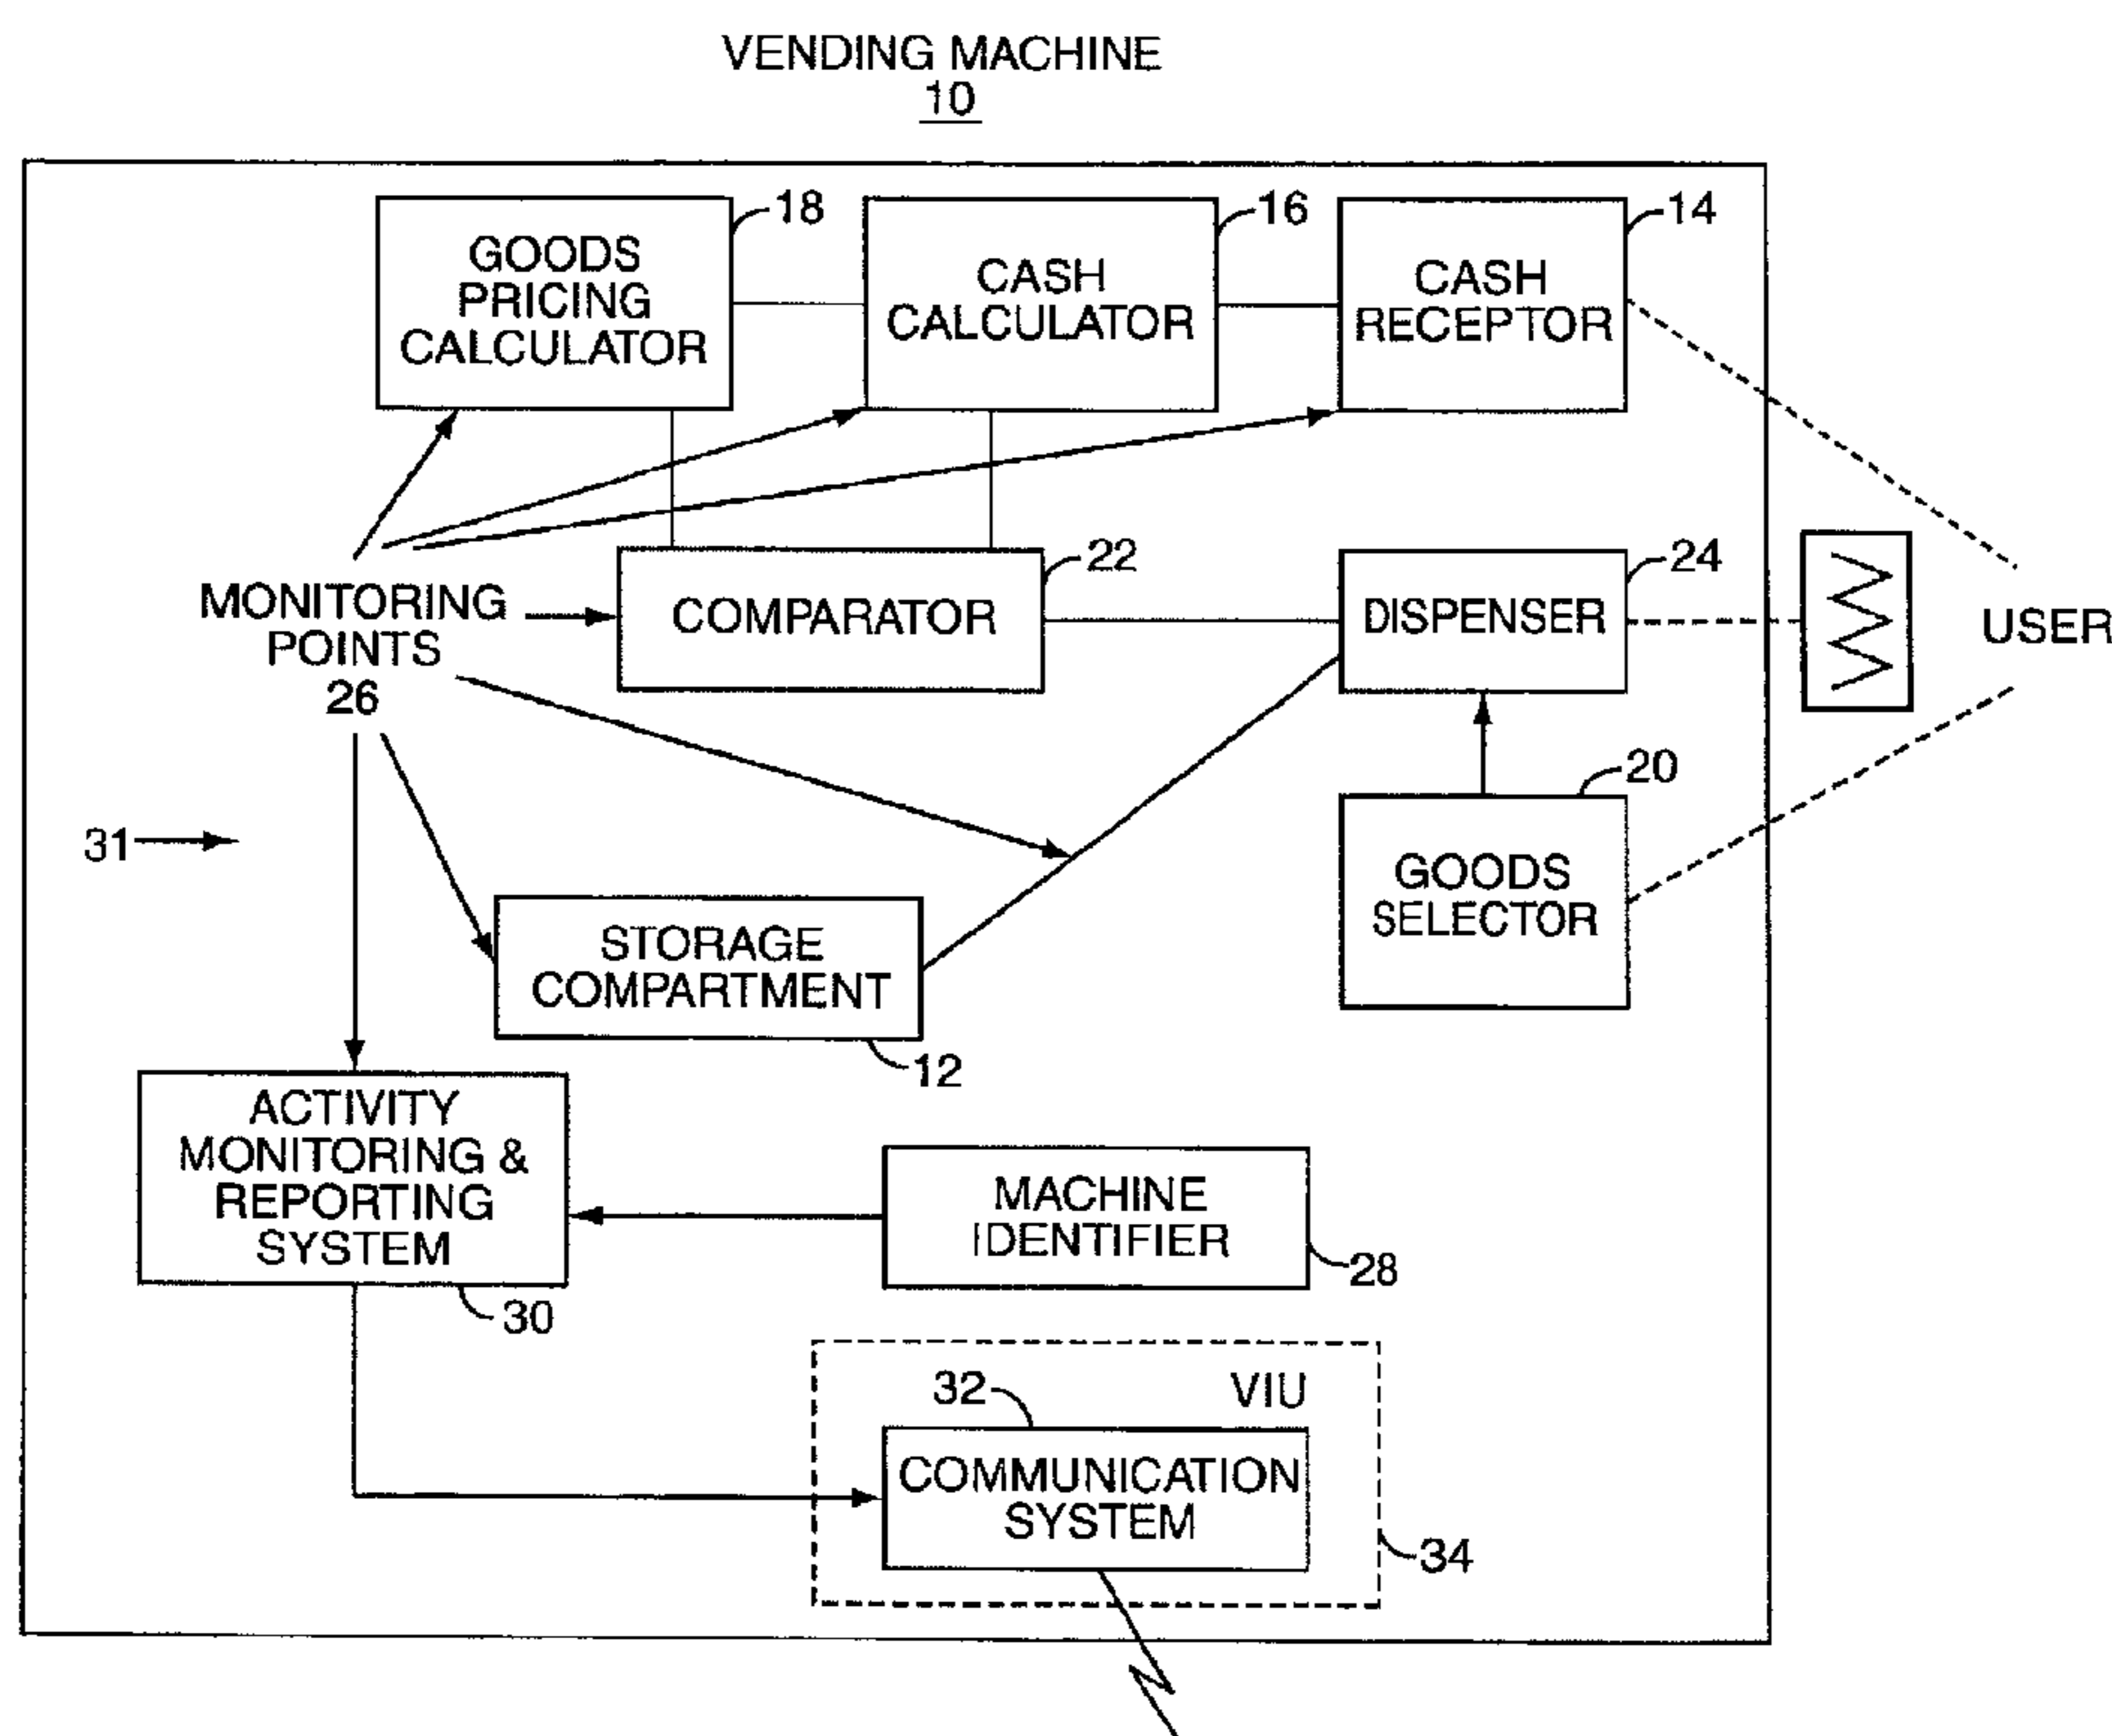 VENDING MACHINE
10
18
16
14
GOODS
PRICING
CALCULATOR
CASH
CALCULATOR
CASH
RECEPTOR
22
24
MONITORING
POINTS
26
COMPARATOR
DISPENSER
USER
20
31
GOODS
SELECTOR
STORAGE
COMPARTMENT
12
ACTIVITY
MONITORING &
REPORTING
SYSTEM
30
MACHINE
IDENTIFIER
28
32
VIU
COMMUNICATION
SYSTEM
34